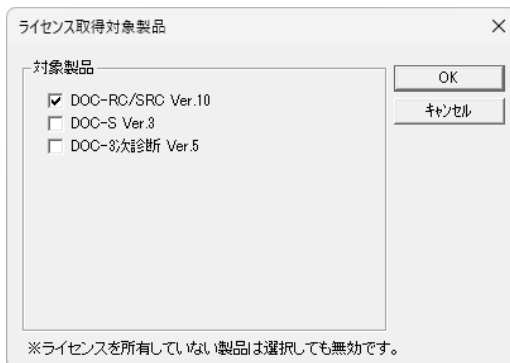 ライセンス取得対象製品
対象製品
DOC-RC/SRC Ver.10
DOC-S Ver.3
DOC-3次診断 Ver.5
OK
キャンセル
※ライセンスを所有していない製品は選択しても無効です。